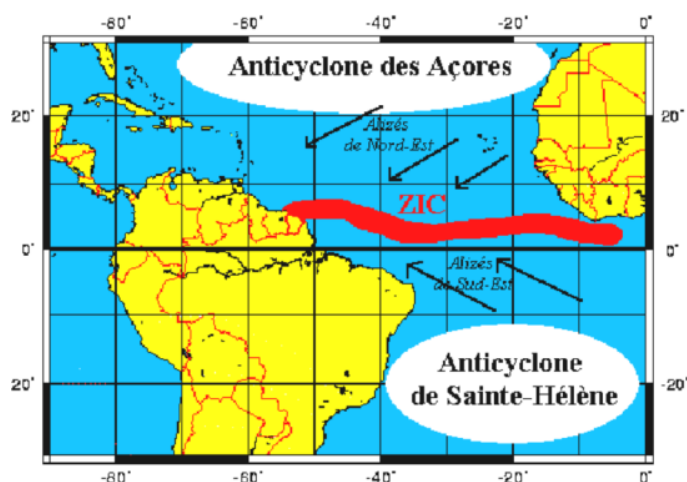 -80° -60° -40° -20° 0°
Anticyclone des Açores
20° 20°
Alizés
de Nord-Est
ZIC
0° 0°
Alizés
de Sud-Est
Anticyclone
de Sainte-Hélène
-20° -20°
-80° -60° -40° -20° 0°